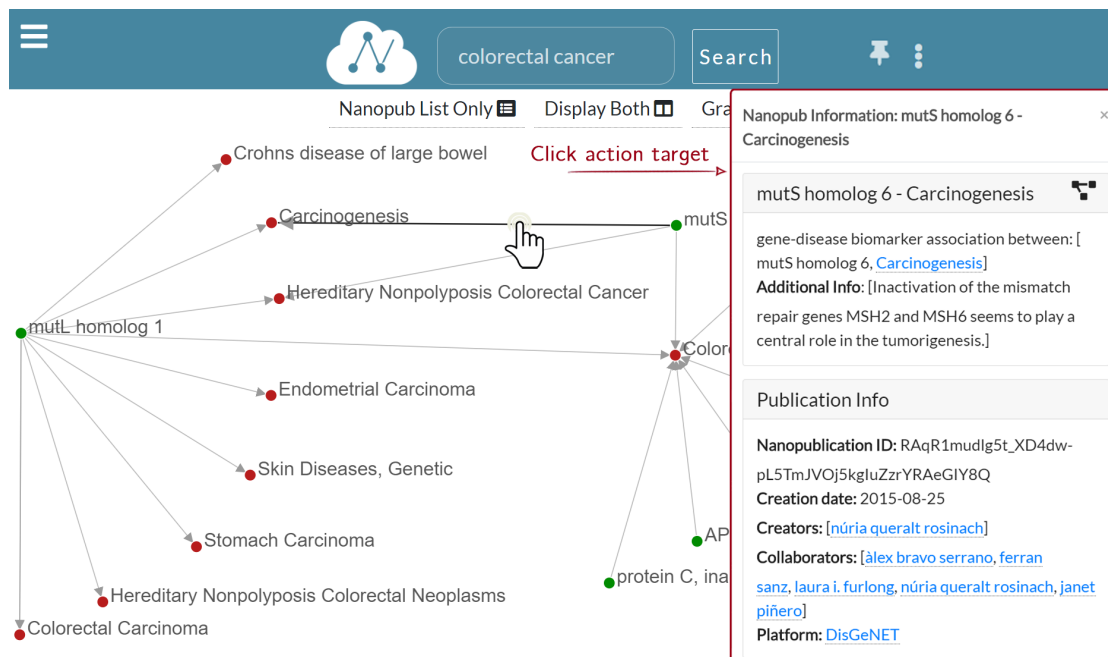 colorectal cancer
Search
Nanopub List Only
Display Both
Gra
Click action target
Crohns disease of large bowel
Carcinogenesis
mutS
Hereditary Nonpolyposis Colorectal Cancer
mutL homolog 1
Color
Endometrial Carcinoma
Skin Diseases, Genetic
Stomach Carcinoma
AP
protein C, ina
Hereditary Nonpolyposis Colorectal Neoplasms
Colorectal Carcinoma
Nanopub Information: mutS homolog 6 -
Carcinogenesis
×
mutS homolog 6 - Carcinogenesis
gene-disease biomarker association between: [
mutS homolog 6, Carcinogenesis]
Additional Info: [Inactivation of the mismatch
repair genes MSH2 and MSH6 seems to play a
central role in the tumorigenesis.]
Publication Info
Nanopublication ID: RAqR1mudIg5t_XD4dw-
pL5TmJVOj5kgIuZzrYRAeGIY8Q
Creation date: 2015-08-25
Creators: [núria queralt rosinach]
Collaborators: [àlex bravo serrano, ferran
sanz, laura i. furlong, núria queralt rosinach, janet
piñero]
Platform: DisGeNET